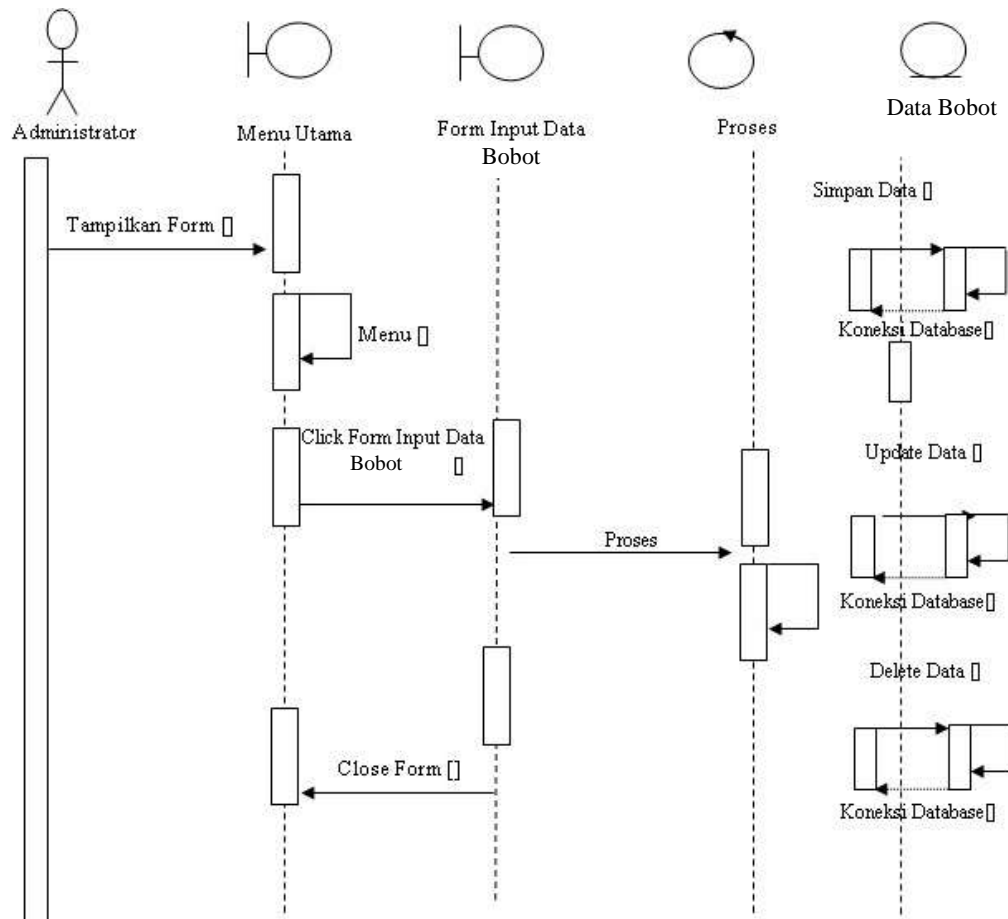 Administrator
Menu Utama
Form Input Data
Bobot
Proses
Data Bobot
Simpan Data []
Tampilkan Form []
Koneksi Database[]
Menu []
Click Form Input Data
Bobot []
Update Data []
Proses
Koneksi Database[]
Delete Data []
Close Form []
Koneksi Database[]